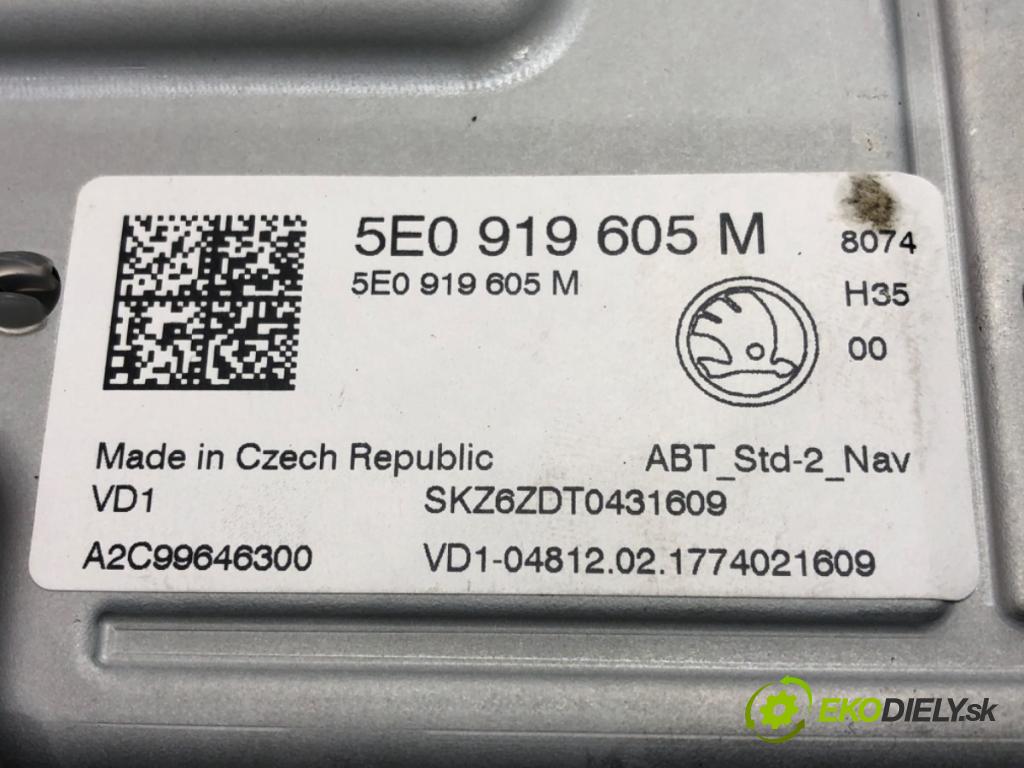 5E0 919 605 M
8074
5E0 919 605 M
H35
00
Made in Czech Republic
ABT_Std-2_Nav
VD1
SKZ6ZDT0431609
A2C99646300
VD1-04812.02.1774021609
EKODIELY.sk